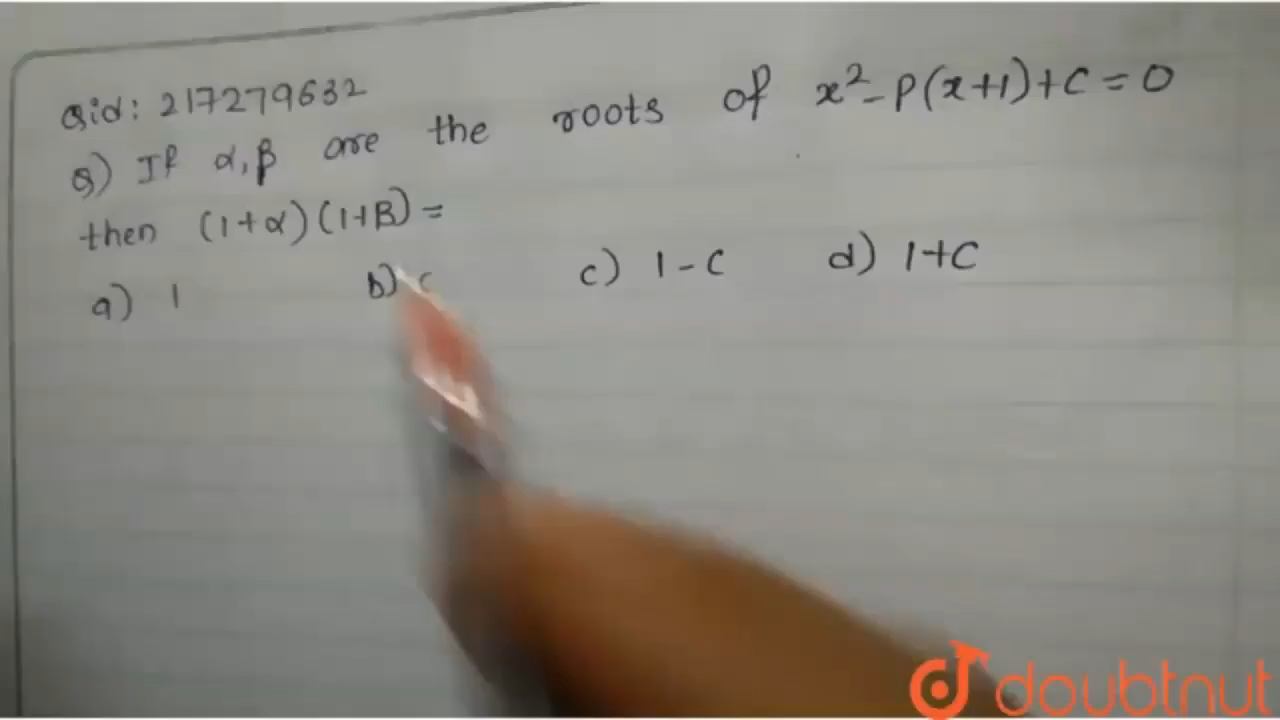 Qid: 217279632
Q) If α, β are the roots of x²-P(x+1)+C=0
then (1+α)(1+β)=
a) 1 b) c c) 1-C d) 1+C
doubtnut